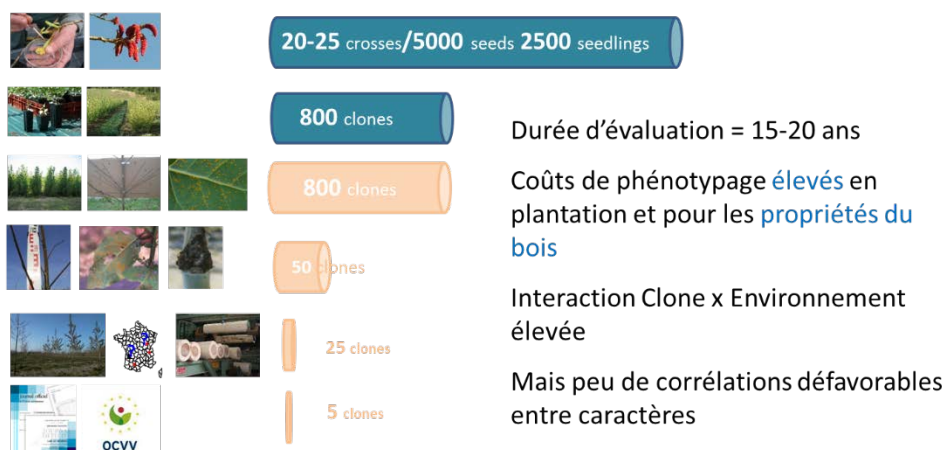 20-25 crosses/5000 seeds 2500 seedlings
800 clones
800 clones
50 clones
25 clones
5 clones
OCVV
Durée d'évaluation = 15-20 ans
Coûts de phénotypage élevés en
plantation et pour les propriétés du
bois
Interaction Clone x Environnement
élevée
Mais peu de corrélations défavorables
entre caractères